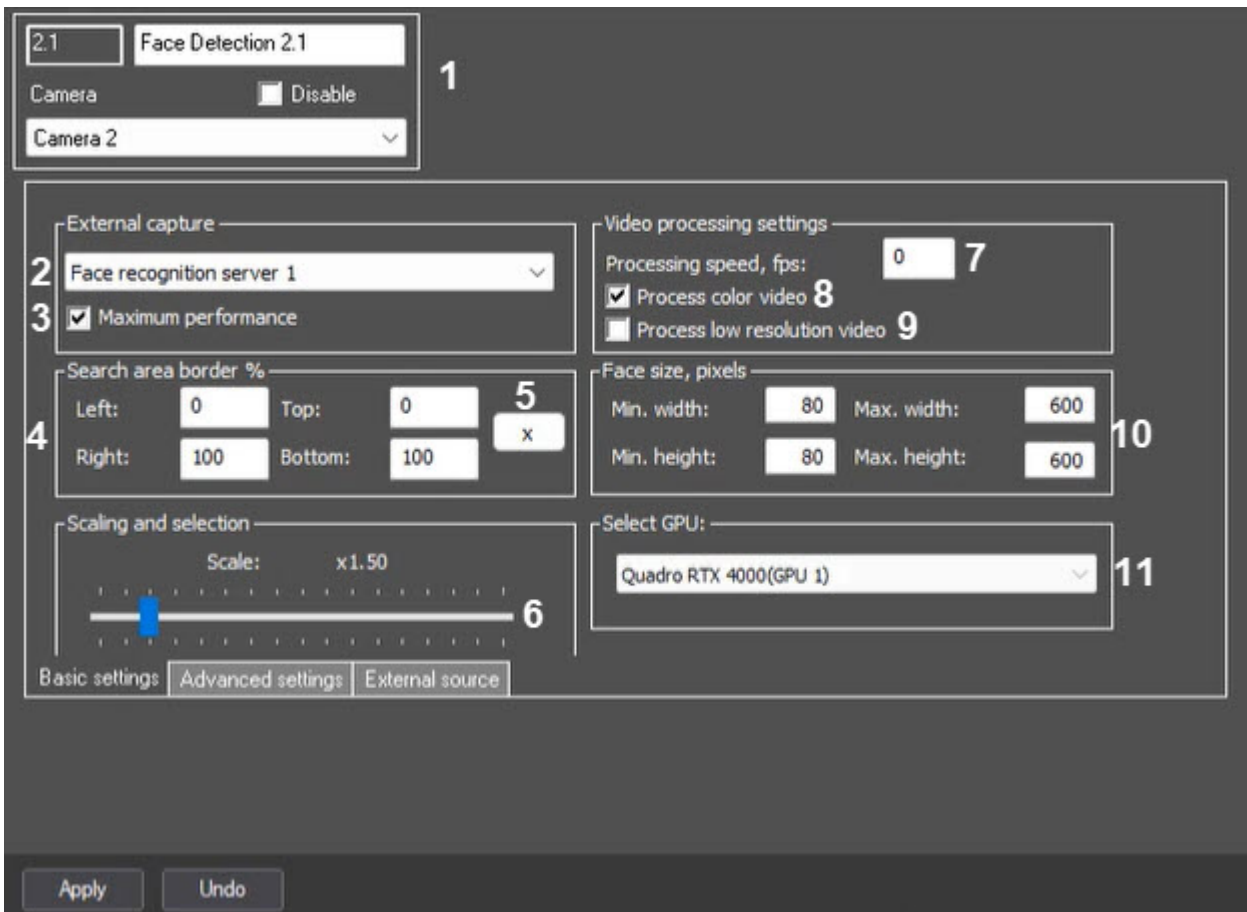 2.1 Face Detection 2.1
1
Camera Disable
Camera 2
External capture
2 Face recognition server 1
3 Maximum performance
Video processing settings
Processing speed, fps: 0 7
Process color video 8
Process low resolution video 9
Search area border %
4
Left: 0 Top: 0
5
x
Right: 100 Bottom: 100
Face size, pixels
Min. width: 80 Max. width: 600
Min. height: 80 Max. height: 600
10
Scaling and selection
Scale: x1.50
6
Select GPU:
Quadro RTX 4000(GPU 1) 11
Basic settings Advanced settings External source
Apply Undo